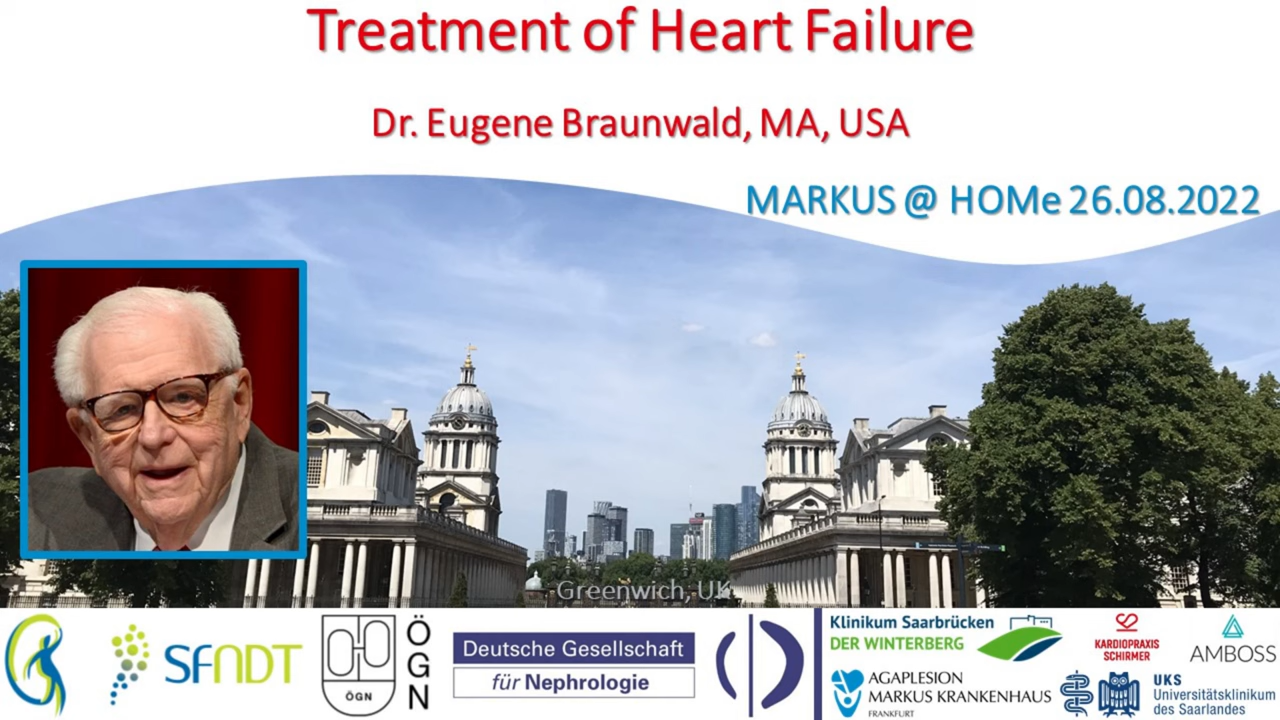 Treatment of Heart Failure
Dr. Eugene Braunwald, MA, USA
MARKUS @ HOMe 26.08.2022
Greenwich, UK
SFNDT
ÖGN
ÖGN
Deutsche Gesellschaft
für Nephrologie
Klinikum Saarbrücken
DER WINTERBERG
KARDIOPRAXIS
SCHIRMER
AMBOSS
AGAPLESION
MARKUS KRANKENHAUS
FRANKFURT
UKS
Universitätsklinikum
des Saarlandes